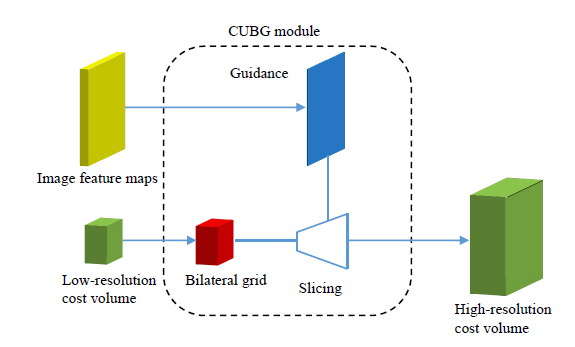 CUBG module
Guidance
Image feature maps
Low-resolution
cost volume
Bilateral grid
Slicing
High-resolution
cost volume